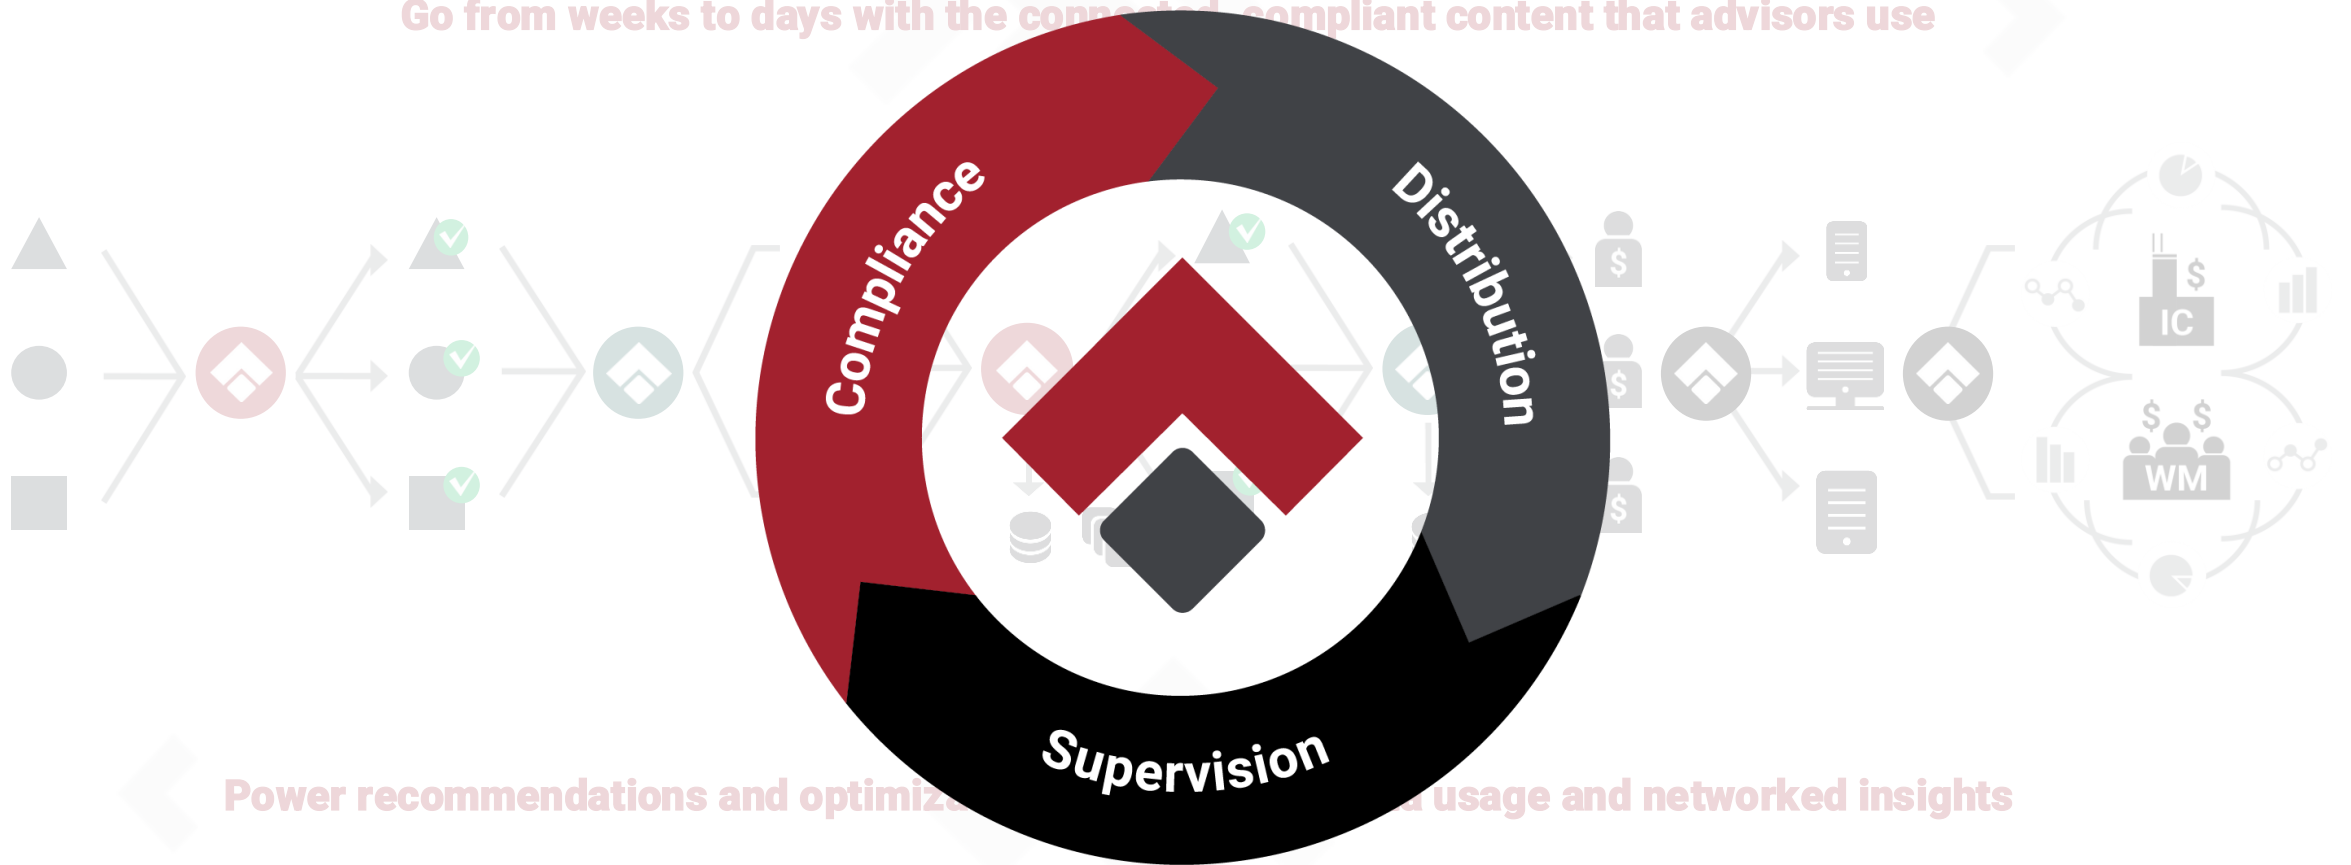 Go from weeks to days with the connected, compliant content that advisors use
Compliance
Distribution
$
$
$
$
IC
$ $
WM
Supervision
Power recommendations and optimiza
usage and networked insights